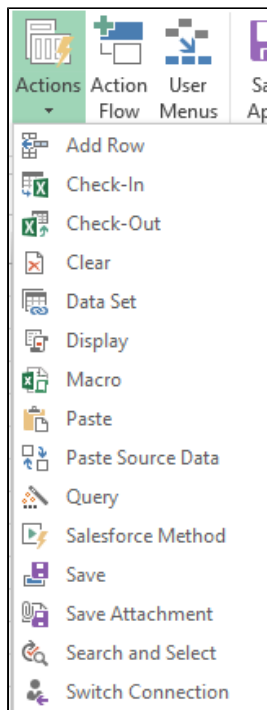 Actions Action User
Flow Menus
Add Row
Check-In
Check-Out
Clear
Data Set
Display
Macro
Paste
Paste Source Data
Query
Salesforce Method
Save
Save Attachment
Search and Select
Switch Connection